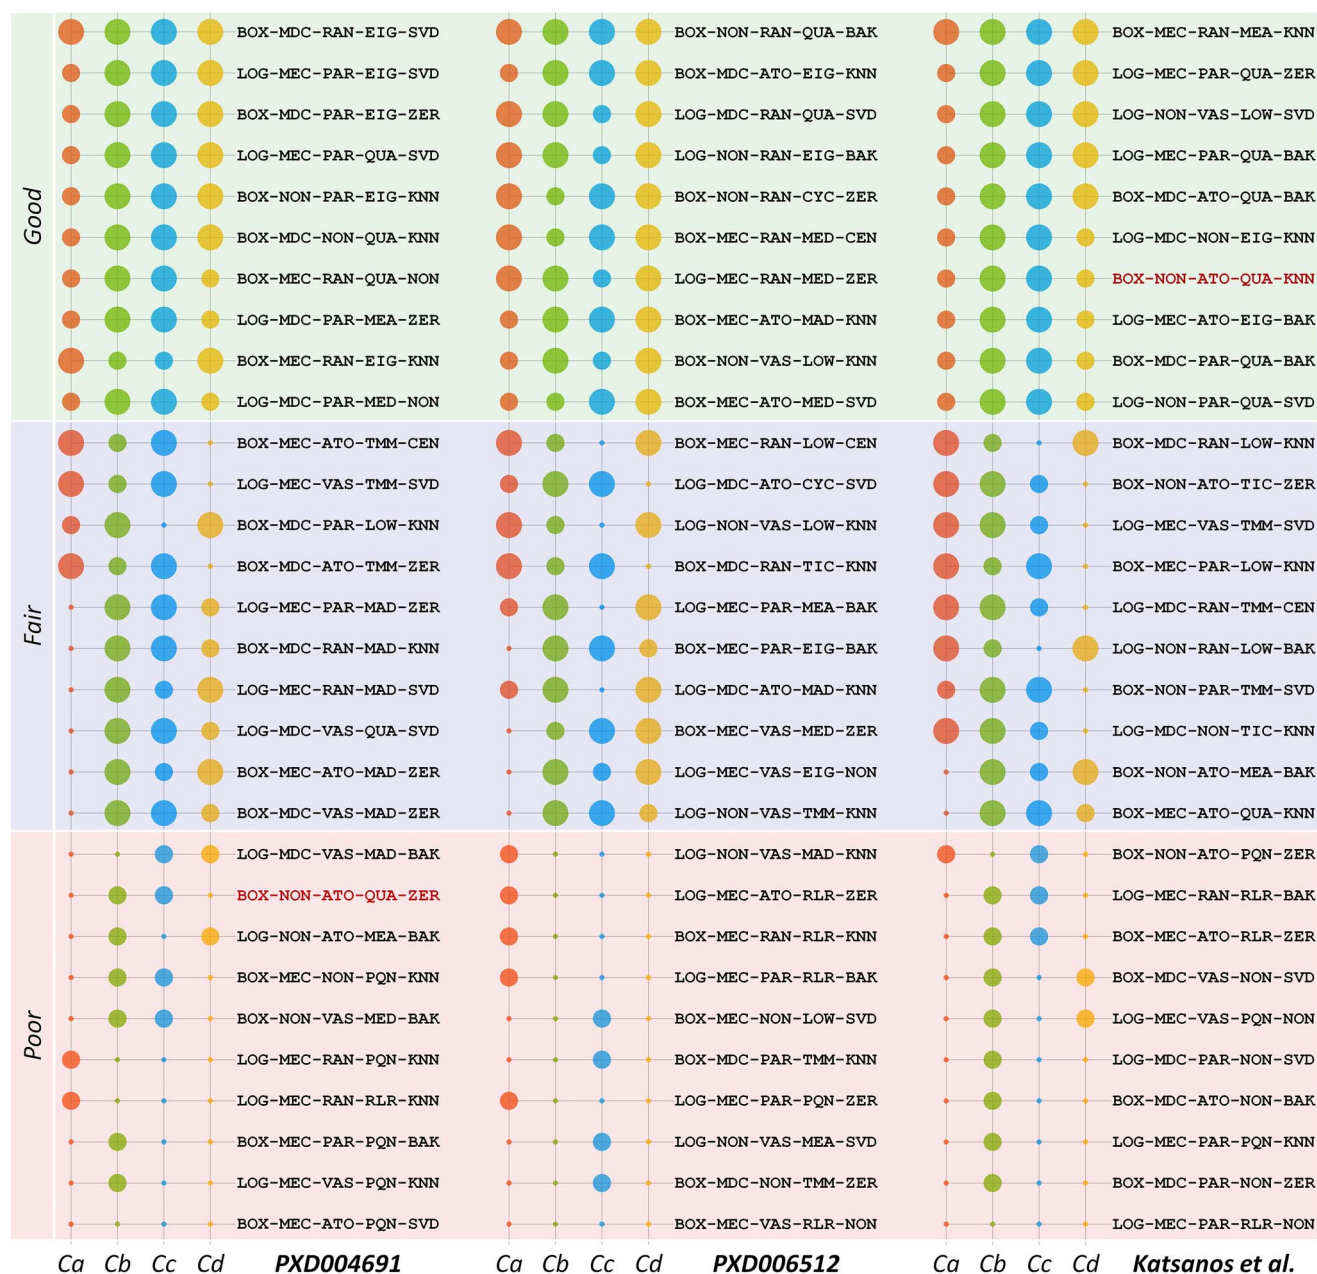 Good
BOX-MDC-RAN-EIG-SVD BOX-NON-RAN-QUA-BAK BOX-MEC-RAN-MEA-KNN
LOG-MEC-PAR-EIG-SVD BOX-MDC-ATO-EIG-KNN LOG-MEC-PAR-QUA-ZER
BOX-MDC-PAR-EIG-ZER LOG-MDC-RAN-QUA-SVD LOG-NON-VAS-LOW-SVD
LOG-MEC-PAR-QUA-SVD LOG-NON-RAN-EIG-BAK LOG-MEC-PAR-QUA-BAK
BOX-NON-PAR-EIG-KNN BOX-NON-RAN-CYC-ZER BOX-MDC-ATO-QUA-BAK
BOX-MDC-NON-QUA-KNN BOX-MEC-RAN-MED-CEN LOG-MDC-NON-EIG-KNN
BOX-MEC-RAN-QUA-NON LOG-MEC-RAN-MED-ZER BOX-NON-ATO-QUA-KNN
LOG-MDC-PAR-MEA-ZER BOX-MEC-ATO-MAD-KNN LOG-MEC-ATO-EIG-BAK
BOX-MEC-RAN-EIG-KNN BOX-NON-VAS-LOW-KNN BOX-MDC-PAR-QUA-BAK
LOG-MDC-PAR-MED-NON BOX-MEC-ATO-MED-SVD LOG-NON-PAR-QUA-SVD
Fair
BOX-MEC-ATO-TMM-CEN BOX-MEC-RAN-LOW-CEN BOX-MDC-RAN-LOW-KNN
LOG-MEC-VAS-TMM-SVD LOG-MDC-ATO-CYC-SVD BOX-NON-ATO-TIC-ZER
BOX-MDC-PAR-LOW-KNN LOG-NON-VAS-LOW-KNN LOG-MEC-VAS-TMM-SVD
BOX-MDC-ATO-TMM-ZER BOX-MDC-RAN-TIC-KNN BOX-MEC-PAR-LOW-KNN
LOG-MEC-PAR-MAD-ZER LOG-MEC-PAR-MEA-BAK LOG-MDC-RAN-TMM-CEN
BOX-MDC-RAN-MAD-KNN BOX-MEC-PAR-EIG-BAK LOG-NON-RAN-LOW-BAK
LOG-MEC-RAN-MAD-SVD LOG-MDC-ATO-MAD-KNN BOX-NON-PAR-TMM-SVD
LOG-MDC-VAS-QUA-SVD BOX-MEC-VAS-MED-ZER LOG-MDC-NON-TIC-KNN
BOX-MEC-ATO-MAD-ZER LOG-MEC-VAS-EIG-NON BOX-NON-ATO-MEA-BAK
BOX-MDC-VAS-MAD-ZER LOG-NON-VAS-TMM-KNN BOX-MEC-ATO-QUA-KNN
Poor
LOG-MDC-VAS-MAD-BAK LOG-NON-VAS-MAD-KNN BOX-NON-ATO-PQN-ZER
BOX-NON-ATO-QUA-ZER LOG-MEC-ATO-RLR-ZER LOG-MEC-RAN-RLR-BAK
LOG-NON-ATO-MEA-BAK BOX-MEC-RAN-RLR-KNN BOX-MEC-ATO-RLR-ZER
BOX-MEC-NON-PQN-KNN LOG-MEC-PAR-RLR-BAK BOX-MDC-VAS-NON-SVD
BOX-NON-VAS-MED-BAK BOX-MEC-NON-LOW-SVD LOG-MEC-VAS-PQN-NON
LOG-MEC-RAN-PQN-KNN BOX-MDC-PAR-TMM-KNN LOG-MDC-PAR-NON-SVD
LOG-MEC-RAN-RLR-KNN LOG-MEC-PAR-PQN-ZER BOX-MDC-ATO-NON-BAK
BOX-MEC-PAR-PQN-BAK LOG-NON-VAS-MEA-SVD LOG-MEC-PAR-PQN-KNN
LOG-MEC-VAS-PQN-KNN BOX-MDC-NON-TMM-ZER BOX-MDC-PAR-NON-ZER
BOX-MEC-ATO-PQN-SVD BOX-MEC-VAS-RLR-NON LOG-MEC-PAR-RLR-NON
Ca Cb Cc Cd PXD004691 Ca Cb Cc Cd PXD006512 Ca Cb Cc Cd Katsanos et al.